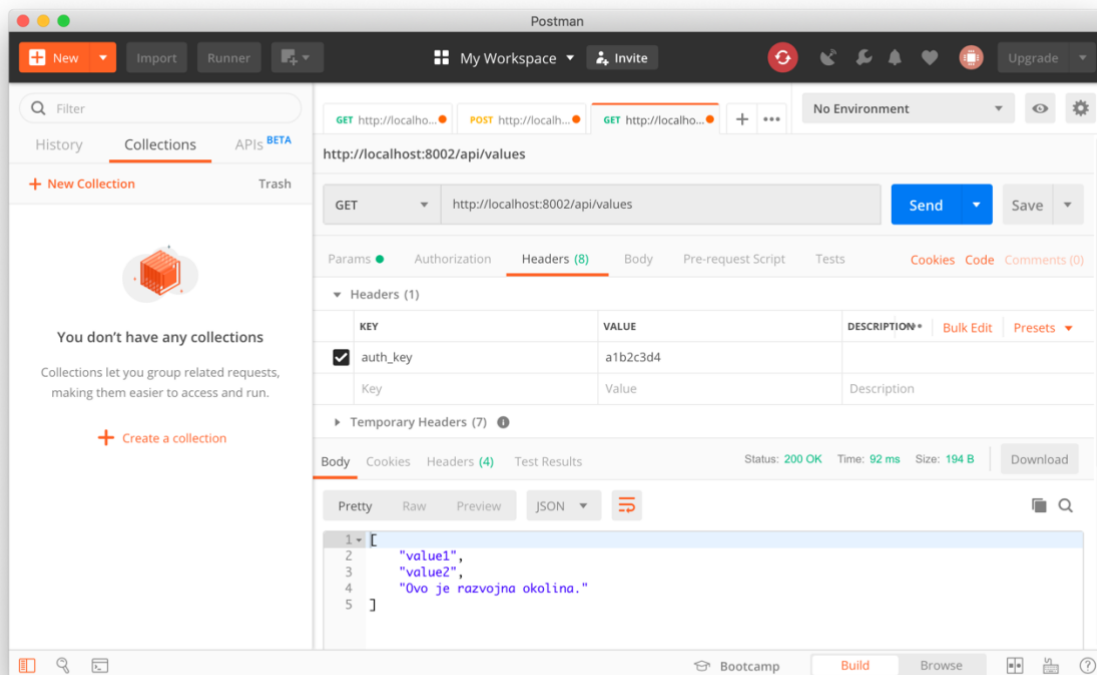 Postman
New Import Runner My Workspace Invite Upgrade
Filter
History Collections APIs BETA
New Collection Trash
You don't have any collections
Collections let you group related requests,
making them easier to access and run.
Create a collection
GET http://localho... POST http://localh... GET http://localho... No Environment
http://localhost:8002/api/values
GET http://localhost:8002/api/values Send Save
Params Authorization Headers (8) Body Pre-request Script Tests Cookies Code Comments (0)
Headers (1)
KEY VALUE DESCRIPTION Bulk Edit Presets
auth_key a1b2c3d4
Key Value Description
Temporary Headers (7)
Body Cookies Headers (4) Test Results Status: 200 OK Time: 92 ms Size: 194 B Download
Pretty Raw Preview JSON
1 [
2 "value1",
3 "value2",
4 "Ovo je razvojna okolina."
5 ]
Bootcamp Build Browse